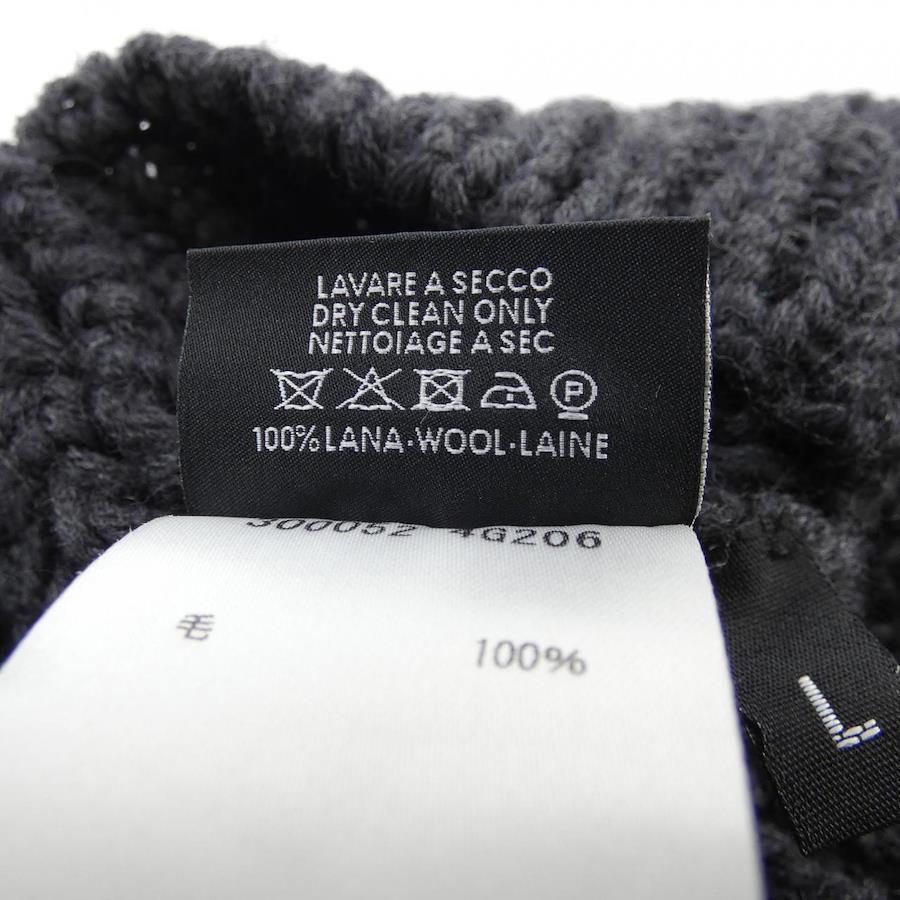 LAVARE A SECCO
DRY CLEAN ONLY
NETTOIAGE A SEC
P
100% LANA·WOOL·LAINE
300052 4G206
毛 100%
L